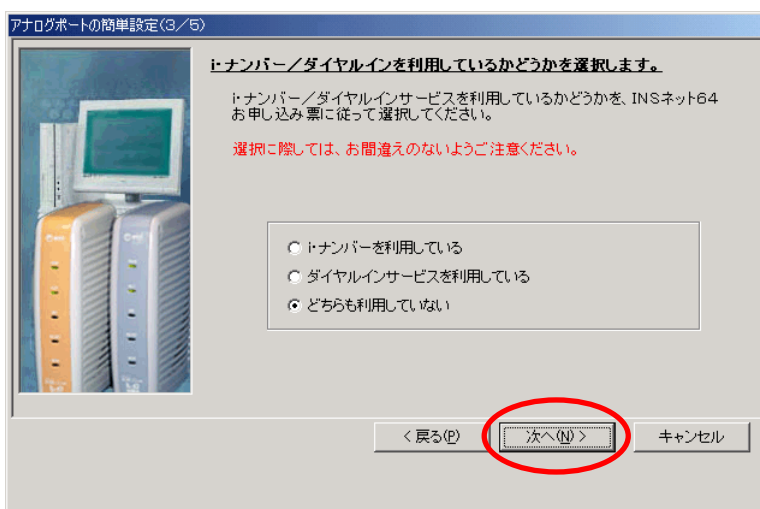 アナログポートの簡単設定(3/5)
i・ナンバー/ダイヤルインを利用しているかどうかを選択します。
i・ナンバー/ダイヤルインサービスを利用しているかどうかを、INSネット64
お申し込み票に従って選択してください。
選択に際しては、お間違えのないようご注意ください。
i・ナンバーを利用している
ダイヤルインサービスを利用している
どちらも利用していない
< 戻る(P)
次へ(N) >
キャンセル